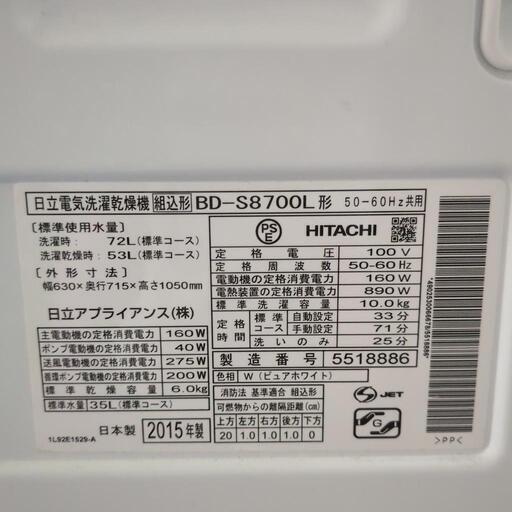 日立電気洗濯乾燥機 組込形 BD-S8700L形 50-60Hz共用
[標準使用水量]
洗濯時: 72L(標準コース)
洗濯乾燥時: 53L(標準コース)
[外形寸法]
幅630×奥行715×高さ1050mm
日立アプライアンス(株)
主電動機の定格消費電力 160W
ポンプ電動機の定格消費電力 40W
送風電動機の定格消費電力 275W
循環ポンプ電動機の定格消費電力 200W
標準乾燥容量 6.0kg
標準水量 35L(標準コース)
1L92E1529-A
日本製 2015年製
PSE HITACHI
定格電圧 100V
定格周波数 50-60Hz
電動機の定格消費電力 160W
電熱装置の定格消費電力 890W
標準洗濯容量 10.0kg
定格時間 標準コース 自動設定 33分
手動設定 71分
洗いのみ 25分
製造番号 5518886
色相 W(ピュアホワイト)
消防法 基準適合 組込形
可燃物からの離隔距離(cm)
上方 左方 右方 前方 後方 下方
20 1.0 1.0 1.0 1.0 0
S JET
G
>PP<